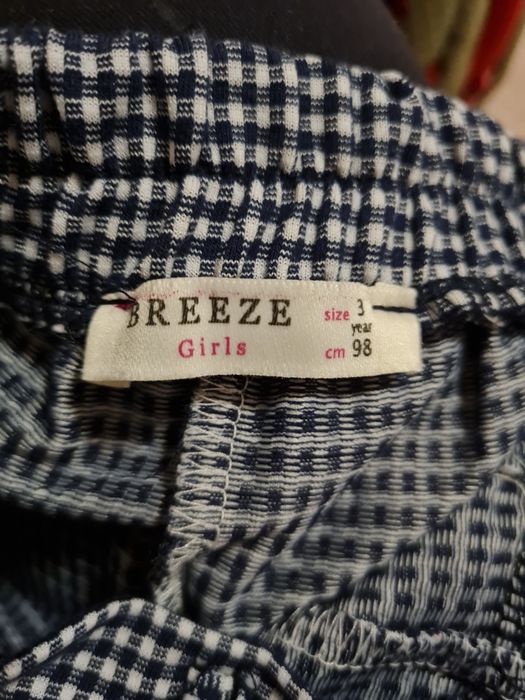 BREEZE
Girls
size 3
year
cm 98